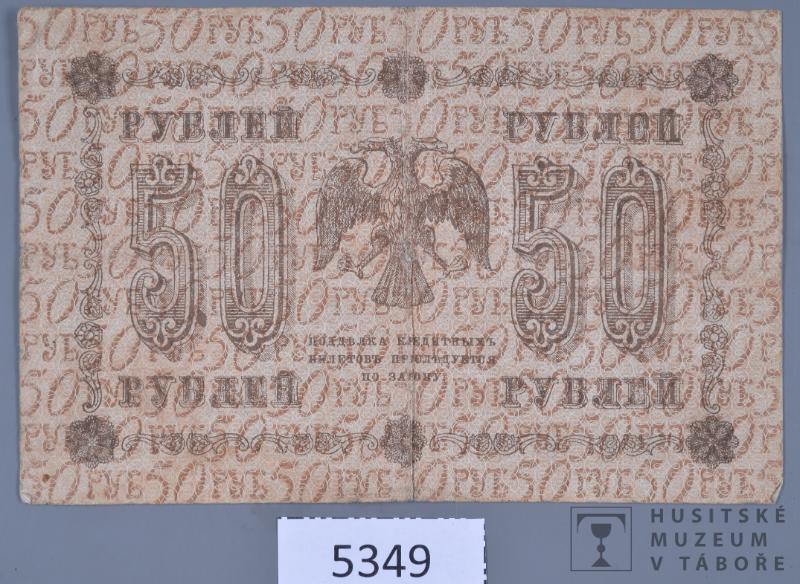 РУБЛЕЙ РУБЛЕЙ
50 50
ПОДДѢЛКА КРЕДИТНЫХЪ
БИЛЕТОВЪ ПРЕСЛѢДУЕТСЯ
ПО ЗАКОНУ
РУБЛЕЙ РУБЛЕЙ
5349
HUSITSKÉ
MUZEUM
V TÁBOŘE